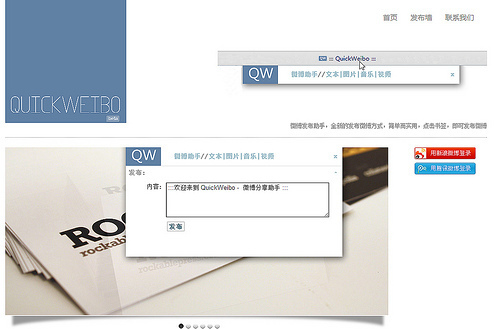 首页 发布墙 联系我们
QW :: QuickWeibo ::
QW 微博助手//文本|图片|音乐|视频 ×
QUICKWEIBO
微博发布助手,全新的发布微博方式,简单高实用,点击书签,即可发布微博
QW 微博助手//文本|图片|音乐|视频 ×
发布:
内容: :::欢迎来到 QuickWeibo - 微博分享助手 :::
发布
用新浪微博登录
用腾讯微博登录
ROC
rockable
rockablepre